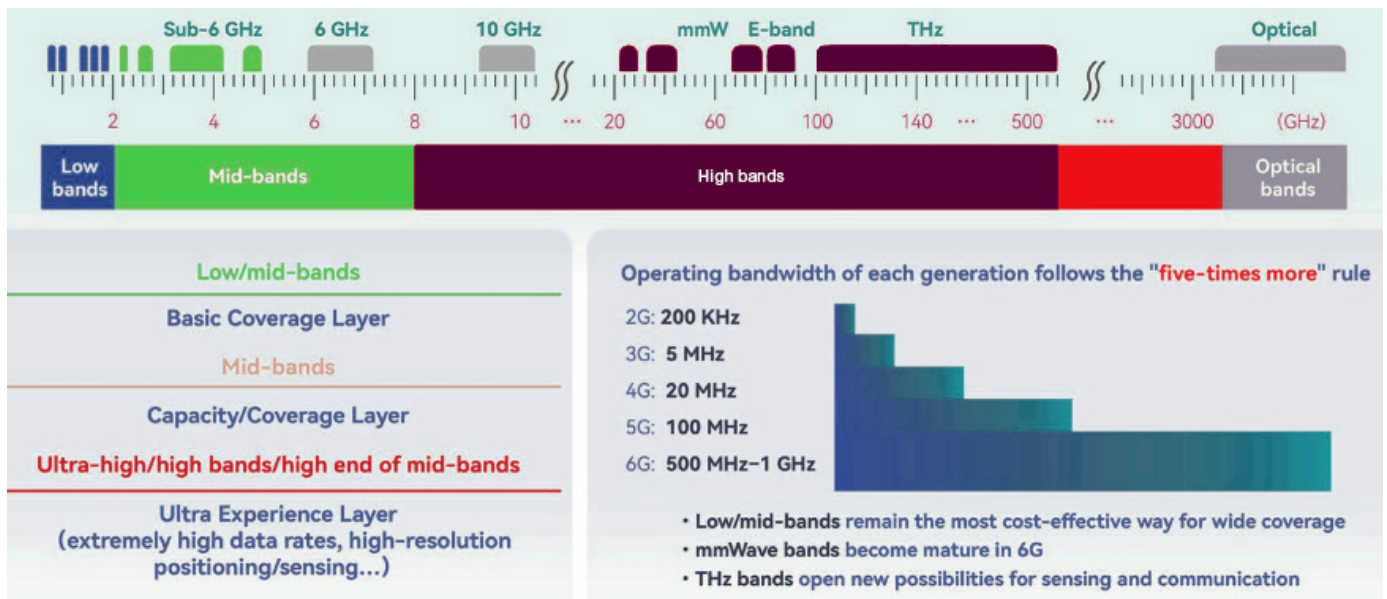 Sub-6 GHz 6 GHz 10 GHz mmW E-band THz Optical
2 4 6 8 10 ··· 20 60 100 140 ··· 500 ··· 3000 (GHz)
Low
bands
Mid-bands
High bands
Optical
bands
Low/mid-bands
Basic Coverage Layer
Mid-bands
Capacity/Coverage Layer
Ultra-high/high bands/high end of mid-bands
Ultra Experience Layer
(extremely high data rates, high-resolution
positioning/sensing...)
Operating bandwidth of each generation follows the "five-times more" rule
2G: 200 KHz
3G: 5 MHz
4G: 20 MHz
5G: 100 MHz
6G: 500 MHz–1 GHz
· Low/mid-bands remain the most cost-effective way for wide coverage
· mmWave bands become mature in 6G
· THz bands open new possibilities for sensing and communication